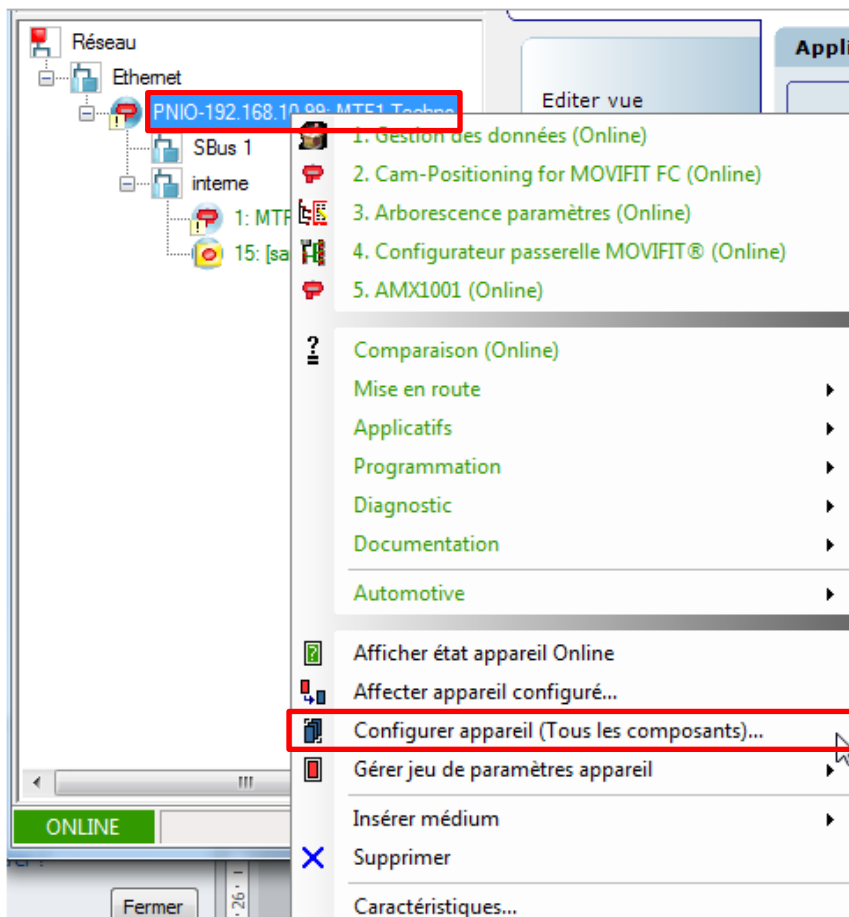 Réseau
Ethernet
PNIO-192.168.10.99: MTF1 Techno
SBus 1
interne
1: MTF
15: [sa
Editer vue
Appli
1. Gestion des données (Online)
2. Cam-Positioning for MOVIFIT FC (Online)
3. Arborescence paramètres (Online)
4. Configurateur passerelle MOVIFIT® (Online)
5. AMX1001 (Online)
Comparaison (Online)
Mise en route
Applicatifs
Programmation
Diagnostic
Documentation
Automotive
Afficher état appareil Online
Affecter appareil configuré...
Configurer appareil (Tous les composants)...
Gérer jeu de paramètres appareil
Insérer médium
Supprimer
Caractéristiques...
ONLINE
Fermer
26